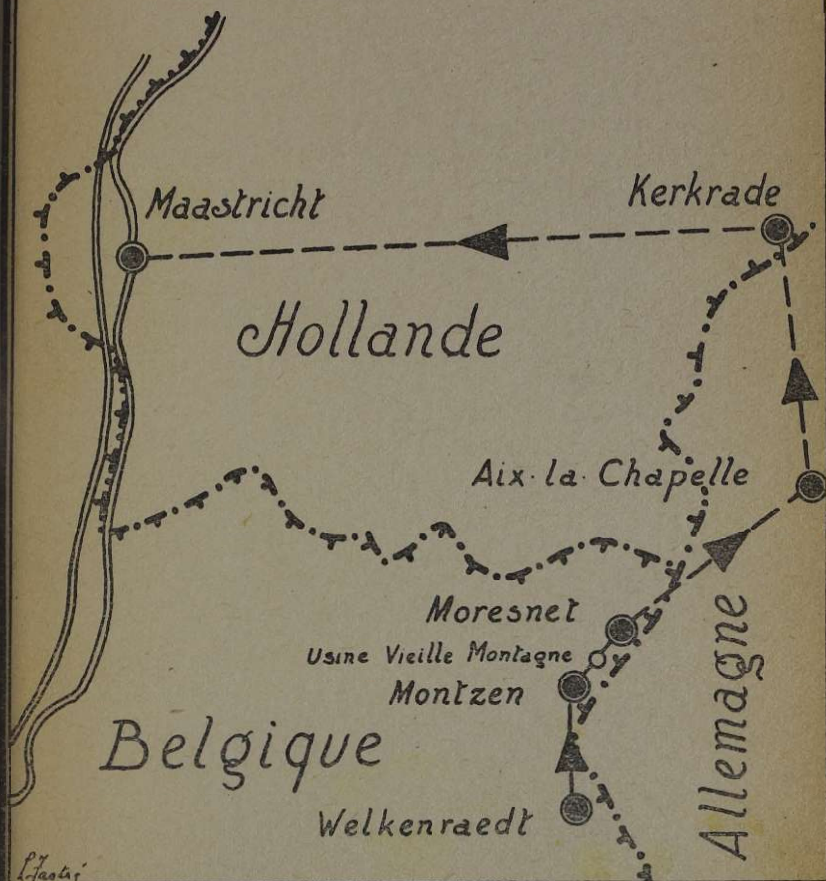 Maastricht
Kerkrade
Hollande
Aix·la·Chapelle
Moresnet
Usine Vieille Montagne
Montzen
Allemagne
Belgique
Welkenraedt